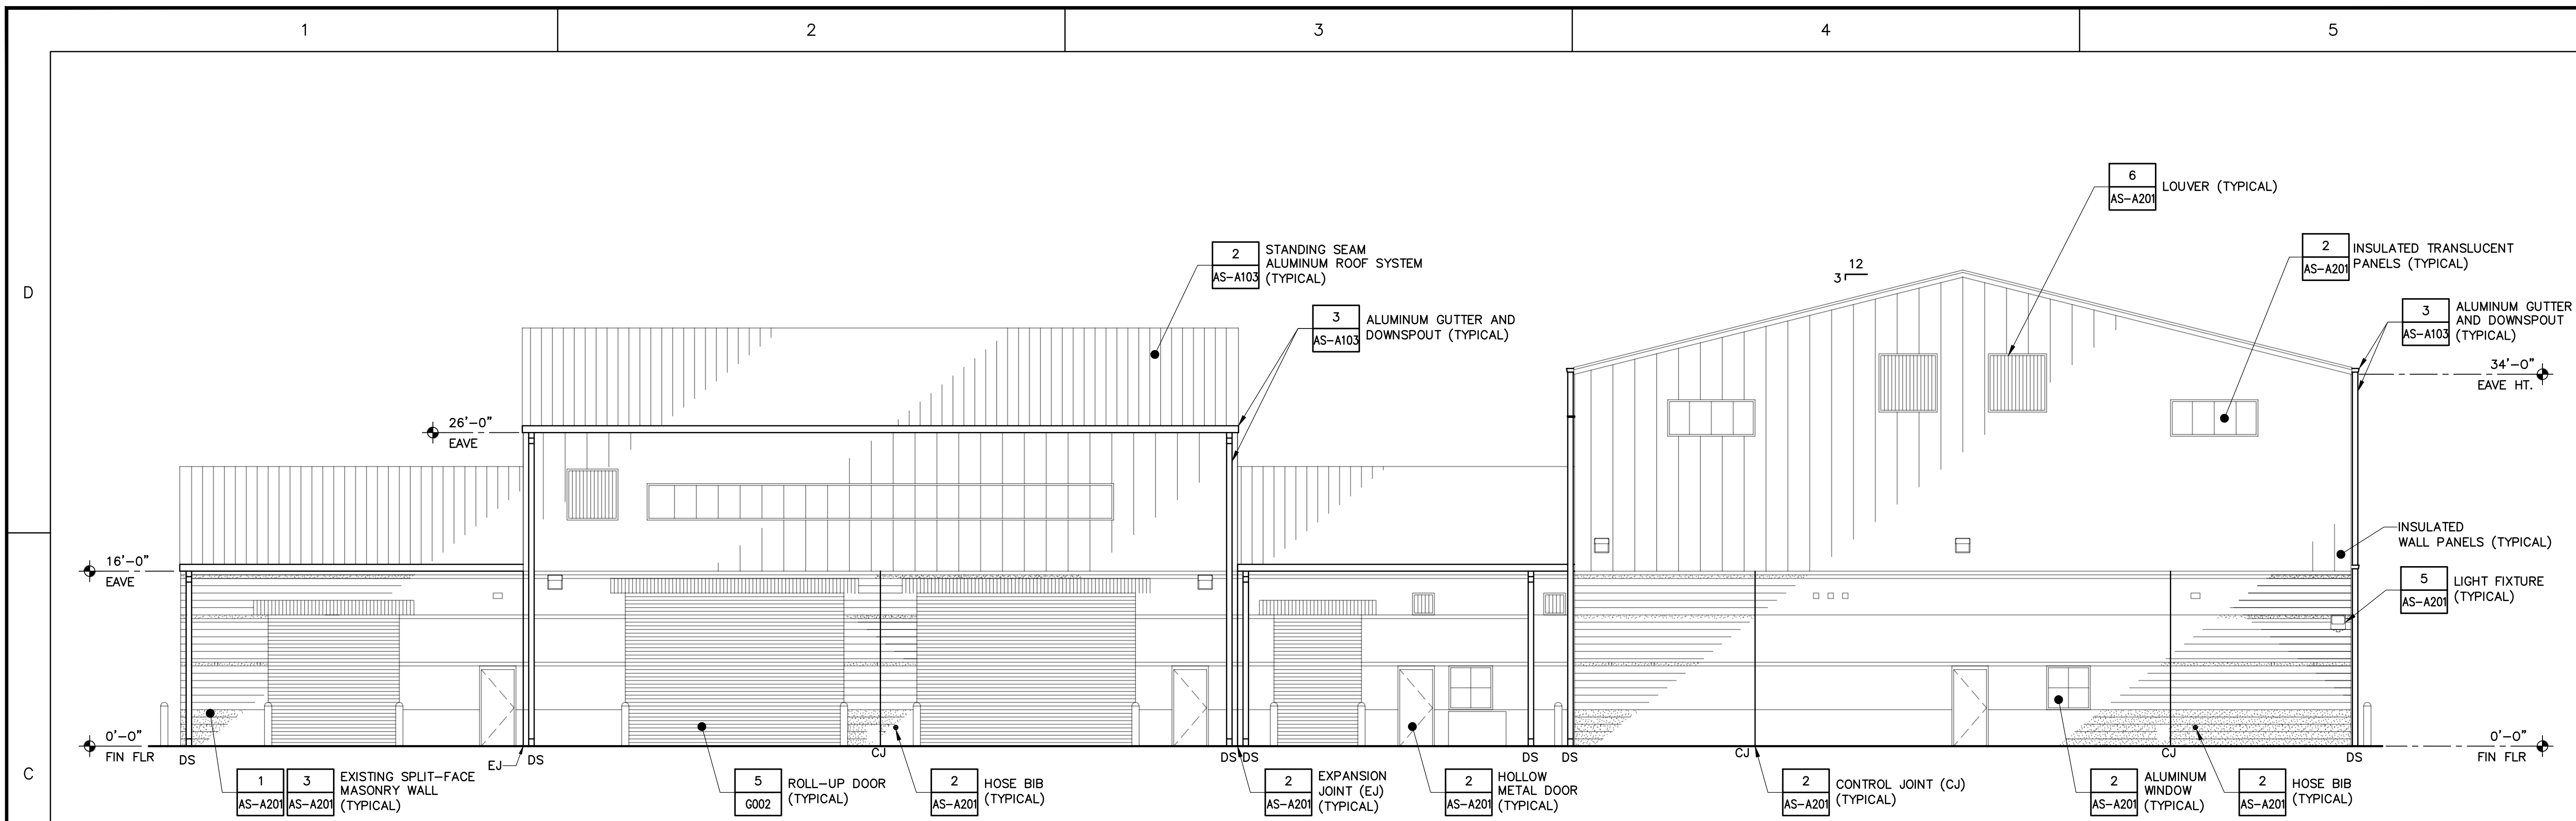 1
2
3
4
5
D
C
6
AS-A201
LOUVER (TYPICAL)
2
AS-A103
STANDING SEAM
ALUMINUM ROOF SYSTEM
(TYPICAL)
2
AS-A201
INSULATED TRANSLUCENT
PANELS (TYPICAL)
12
3
3
AS-A103
ALUMINUM GUTTER AND
DOWNSPOUT (TYPICAL)
3
AS-A103
ALUMINUM GUTTER
AND DOWNSPOUT
(TYPICAL)
34'-0"
EAVE HT.
26'-0"
EAVE
INSULATED
WALL PANELS (TYPICAL)
16'-0"
EAVE
5
AS-A201
LIGHT FIXTURE
(TYPICAL)
0'-0"
FIN FLR
0'-0"
FIN FLR
DS
EJ
DS
CJ
DS
DS
DS
DS
CJ
CJ
DS
1
AS-A201
3
AS-A201
EXISTING SPLIT-FACE
MASONRY WALL
(TYPICAL)
5
G002
ROLL-UP DOOR
(TYPICAL)
2
AS-A201
HOSE BIB
(TYPICAL)
2
AS-A201
EXPANSION
JOINT (EJ)
(TYPICAL)
2
AS-A201
HOLLOW
METAL DOOR
(TYPICAL)
2
AS-A201
CONTROL JOINT (CJ)
(TYPICAL)
2
AS-A201
ALUMINUM
WINDOW
(TYPICAL)
2
AS-A201
HOSE BIB
(TYPICAL)